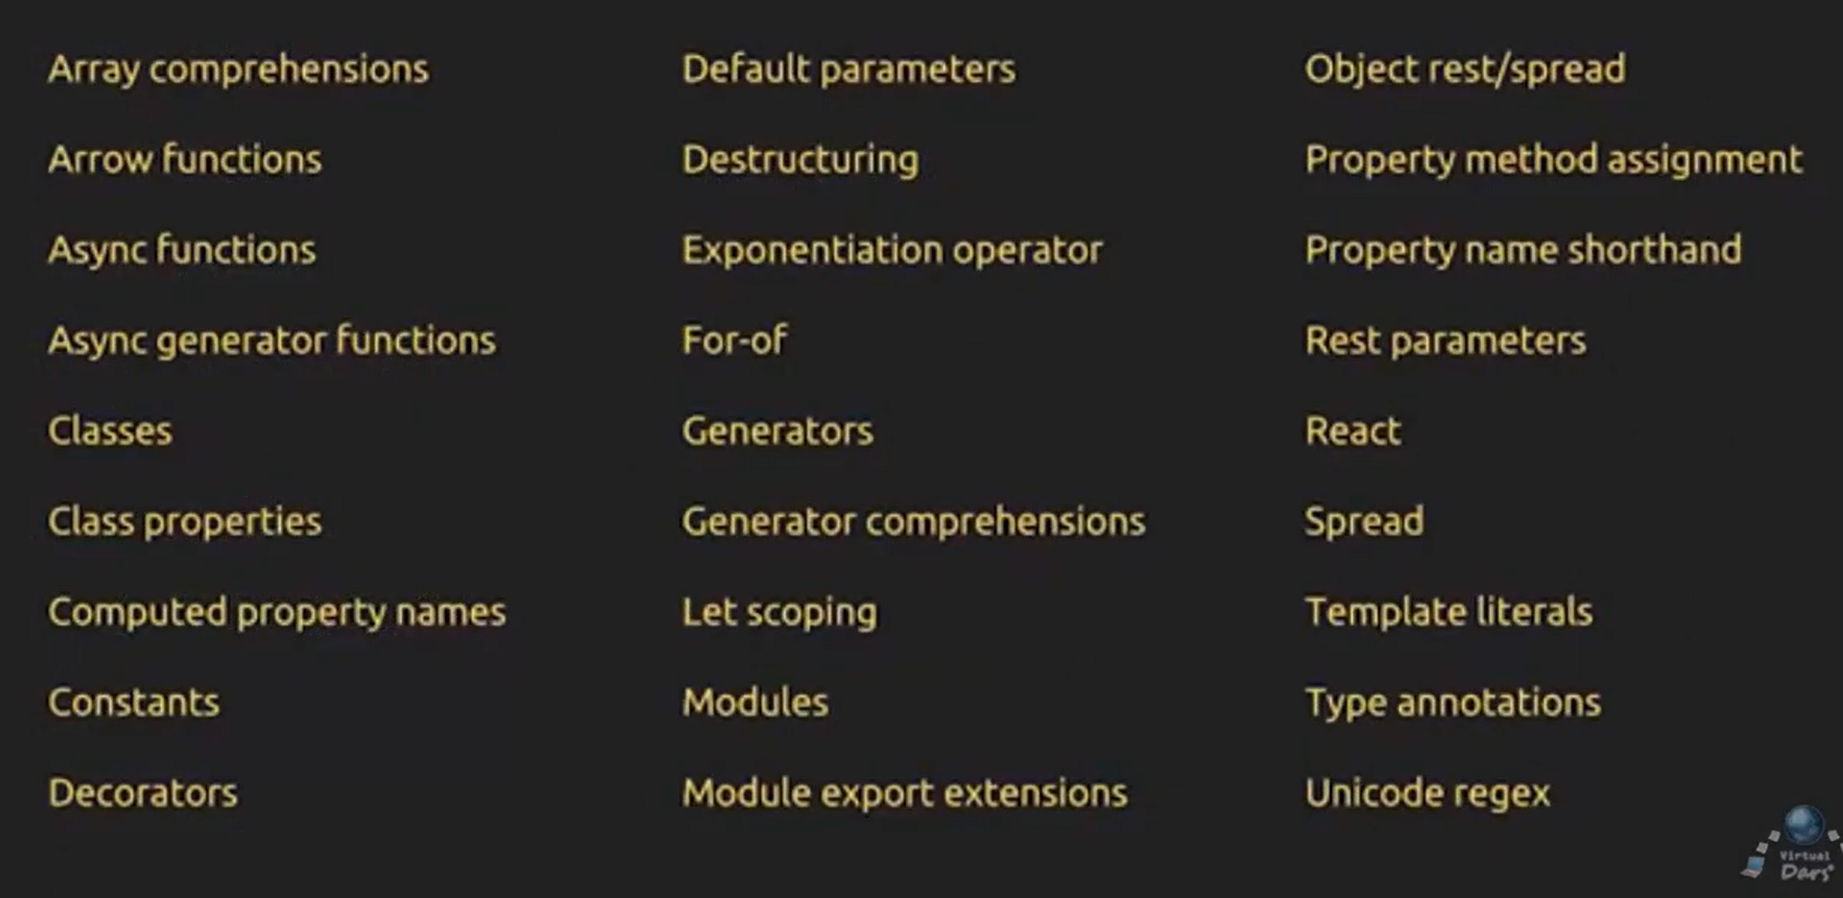 Array comprehensions
Arrow functions
Async functions
Async generator functions
Classes
Class properties
Computed property names
Constants
Decorators
Default parameters
Destructuring
Exponentiation operator
For-of
Generators
Generator comprehensions
Let scoping
Modules
Module export extensions
Object rest/spread
Property method assignment
Property name shorthand
Rest parameters
React
Spread
Template literals
Type annotations
Unicode regex
Virtual
Dars